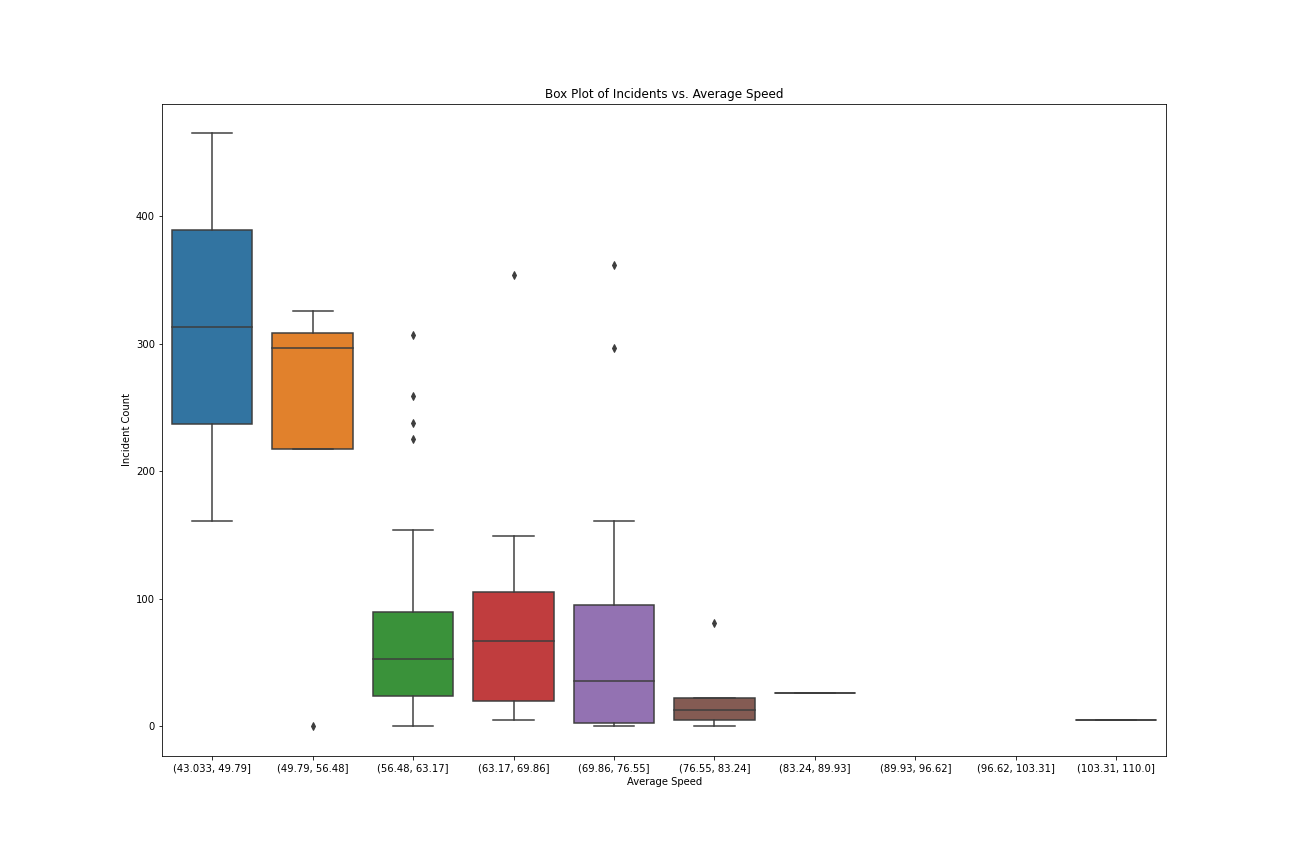 Box Plot of Incidents vs. Average Speed
Incident Count
400
300
200
100
0
(43.033, 49.79] (49.79, 56.48] (56.48, 63.17] (63.17, 69.86] (69.86, 76.55] (76.55, 83.24] (83.24, 89.93] (89.93, 96.62] (96.62, 103.31] (103.31, 110.0]
Average Speed